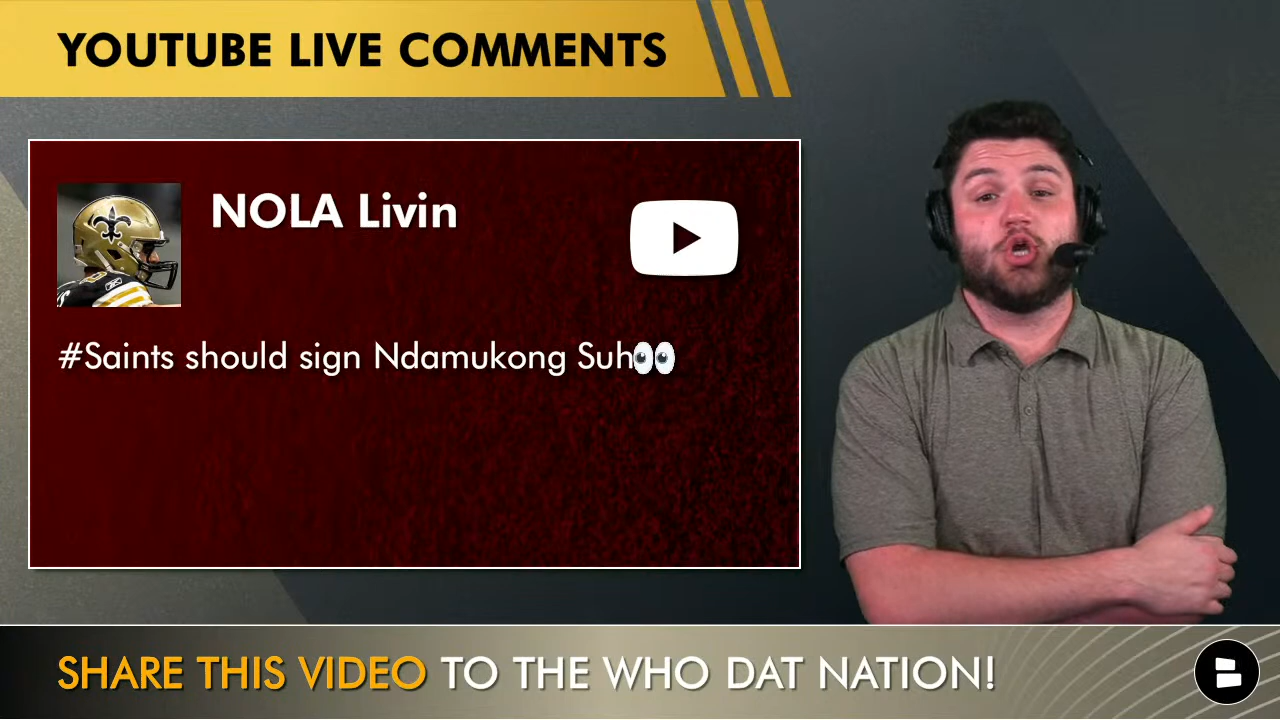 YOUTUBE LIVE COMMENTS
NOLA Livin
#Saints should sign Ndamukong Suh👀
SHARE THIS VIDEO TO THE WHO DAT NATION!